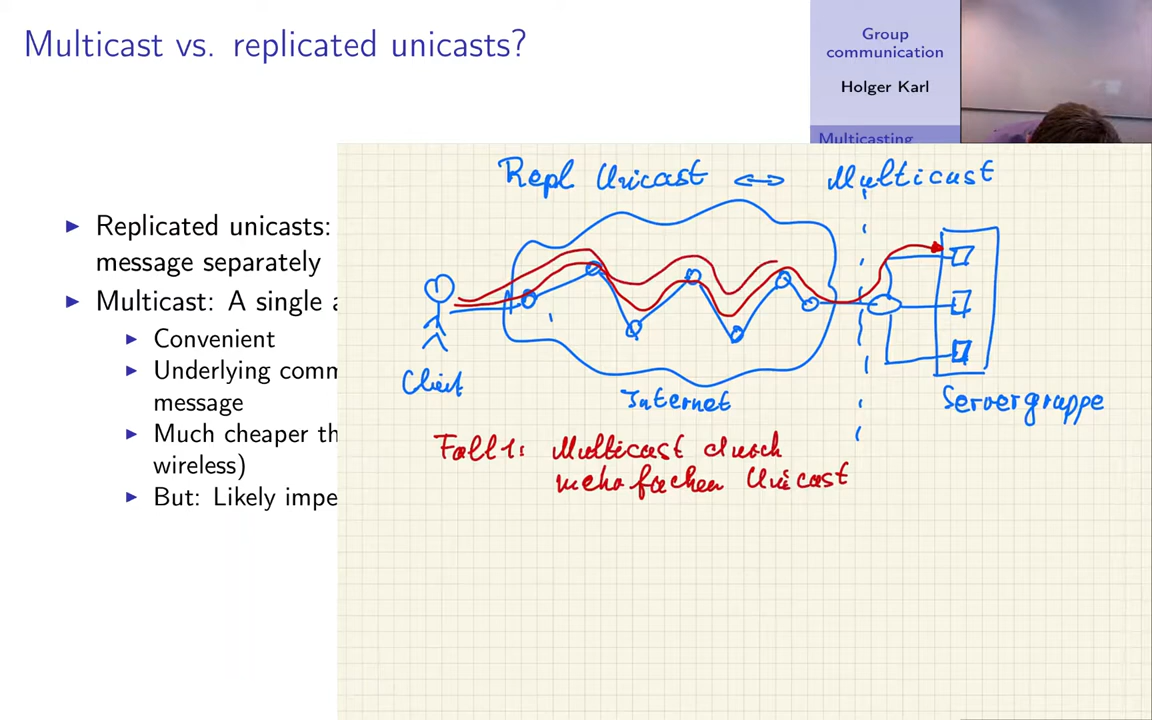 Multicast vs. replicated unicasts?
Group
communication
Holger Karl
Multicasting
Replicated unicasts:
message separately
Multicast: A single a
Convenient
Underlying comm
message
Much cheaper th
wireless)
But: Likely impe
Repl Unicast ↔ Multicast
Client
Internet
Servergruppe
Fall 1: Multicast durch
mehrfachen Unicast